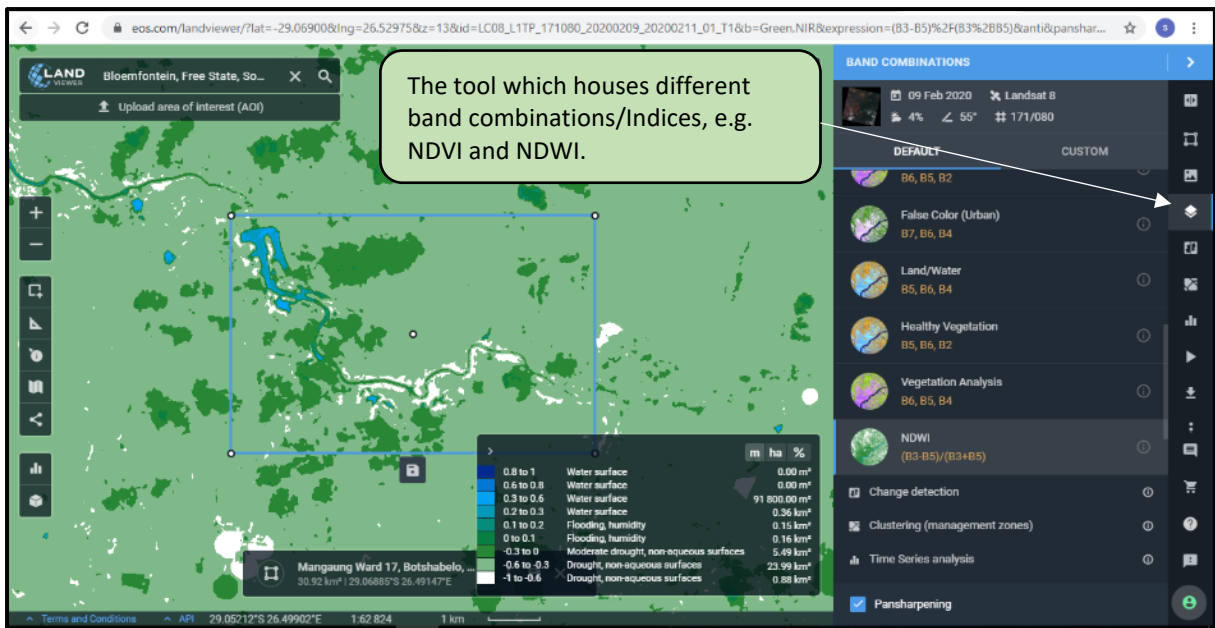 eos.com/landviewer/?lat=-29.06900&lng=26.52975&z=13&id=LC08_L1TP_171080_20200209_20200211_01_T1&b=Green,NIR&expression=(B3-B5)%2F(B3%2BB5)&anti&panshar...
S
LAND
VIEWER
Bloemfontein, Free State, So...
Upload area of interest (AOI)
The tool which houses different
band combinations/Indices, e.g.
NDVI and NDWI.
BAND COMBINATIONS
09 Feb 2020 Landsat 8
4% 55° 171/080
DEFAULT CUSTOM
B6, B5, B2
False Color (Urban)
B7, B6, B4
Land/Water
B5, B6, B4
Healthy Vegetation
B5, B6, B2
Vegetation Analysis
B6, B5, B4
NDWI
(B3-B5)/(B3+B5)
Change detection
Clustering (management zones)
Time Series analysis
Pansharpening
m ha %
0.8 to 1 Water surface 0.00 m²
0.6 to 0.8 Water surface 0.00 m²
0.3 to 0.6 Water surface 91 800.00 m²
0.2 to 0.3 Water surface 0.36 km²
0.1 to 0.2 Flooding, humidity 0.15 km²
0 to 0.1 Flooding, humidity 0.16 km²
-0.3 to 0 Moderate drought, non-aqueous surfaces 5.49 km²
-0.6 to -0.3 Drought, non-aqueous surfaces 23.99 km²
-1 to -0.6 Drought, non-aqueous surfaces 0.88 km²
Mangaung Ward 17, Botshabelo, ...
30.92 km² | 29.06885°S 26.49147°E
Terms and Conditions API 29.05212°S 26.49902°E 1:62 824 1 km